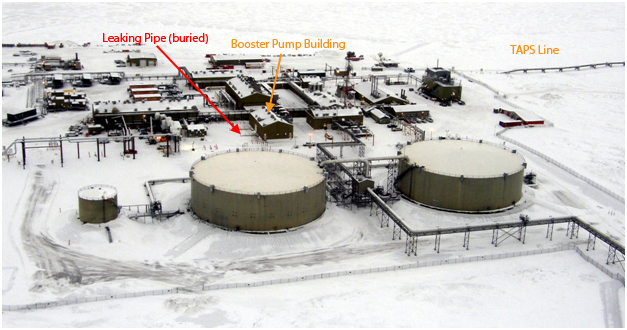 Leaking Pipe (buried)
Booster Pump Building
TAPS Line